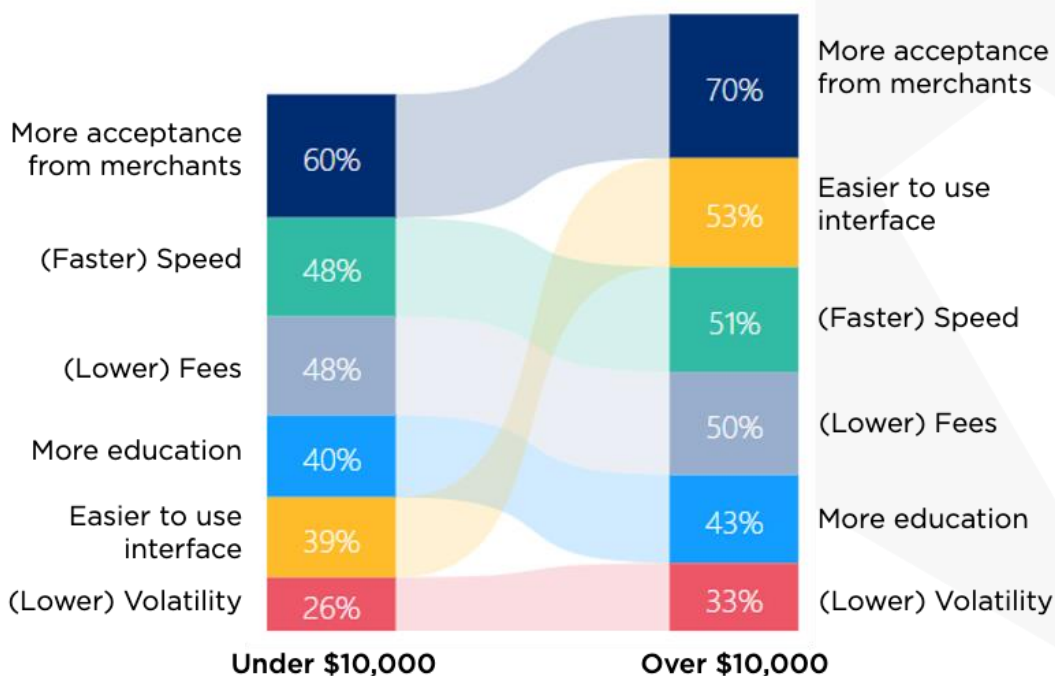 More acceptance
from merchants
60%
(Faster) Speed
48%
(Lower) Fees
48%
More education
40%
Easier to use
interface
39%
(Lower) Volatility
26%
Under $10,000
70%
More acceptance
from merchants
53%
Easier to use
interface
51%
(Faster) Speed
50%
(Lower) Fees
43%
More education
33%
(Lower) Volatility
Over $10,000